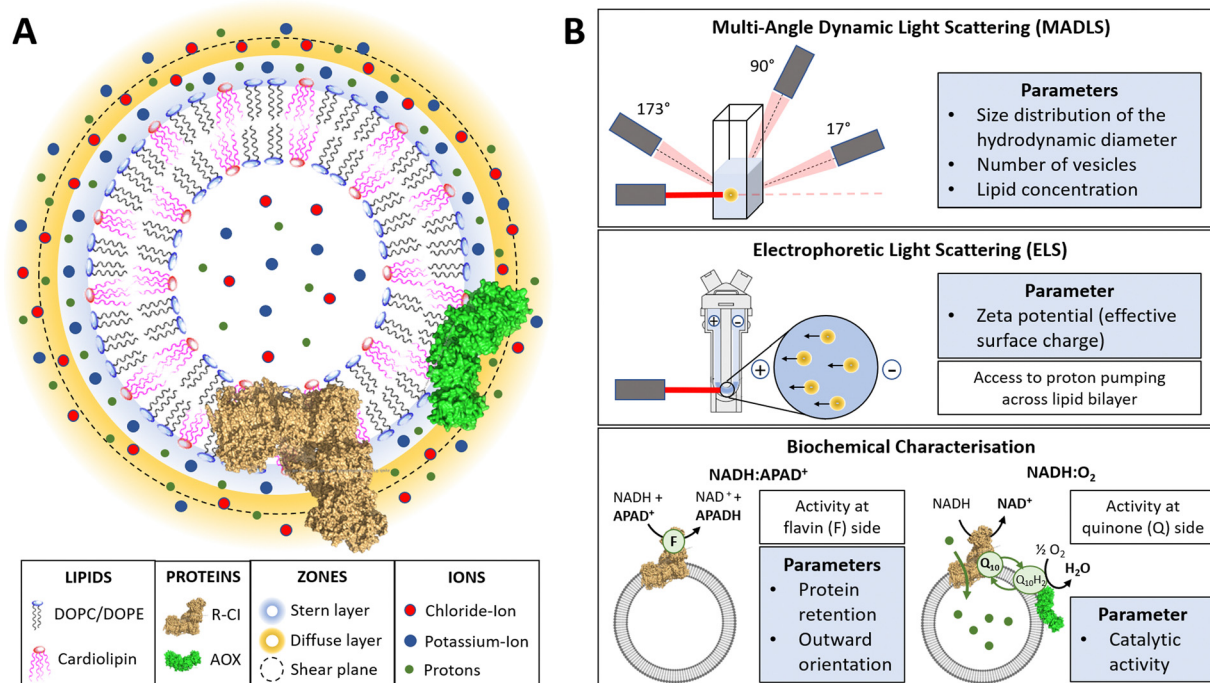 A
LIPIDS
DOPC/DOPE
Cardiolipin
PROTEINS
R-CI
AOX
ZONES
Stern layer
Diffuse layer
Shear plane
IONS
Chloride-Ion
Potassium-Ion
Protons
B
Multi-Angle Dynamic Light Scattering (MADLS)
173°
90°
17°
Parameters
• Size distribution of the
hydrodynamic diameter
• Number of vesicles
• Lipid concentration
Electrophoretic Light Scattering (ELS)
+
−
+
−
Parameter
• Zeta potential (effective
surface charge)
Access to proton pumping
across lipid bilayer
Biochemical Characterisation
NADH:APAD⁺
NADH +
APAD⁺
NAD⁺ +
APADH
F
Activity at
flavin (F) side
Parameters
• Protein
retention
• Outward
orientation
NADH:O₂
NADH
NAD⁺
Q₁₀
Q₁₀H₂
½ O₂
H₂O
Activity at
quinone (Q) side
Parameter
• Catalytic
activity